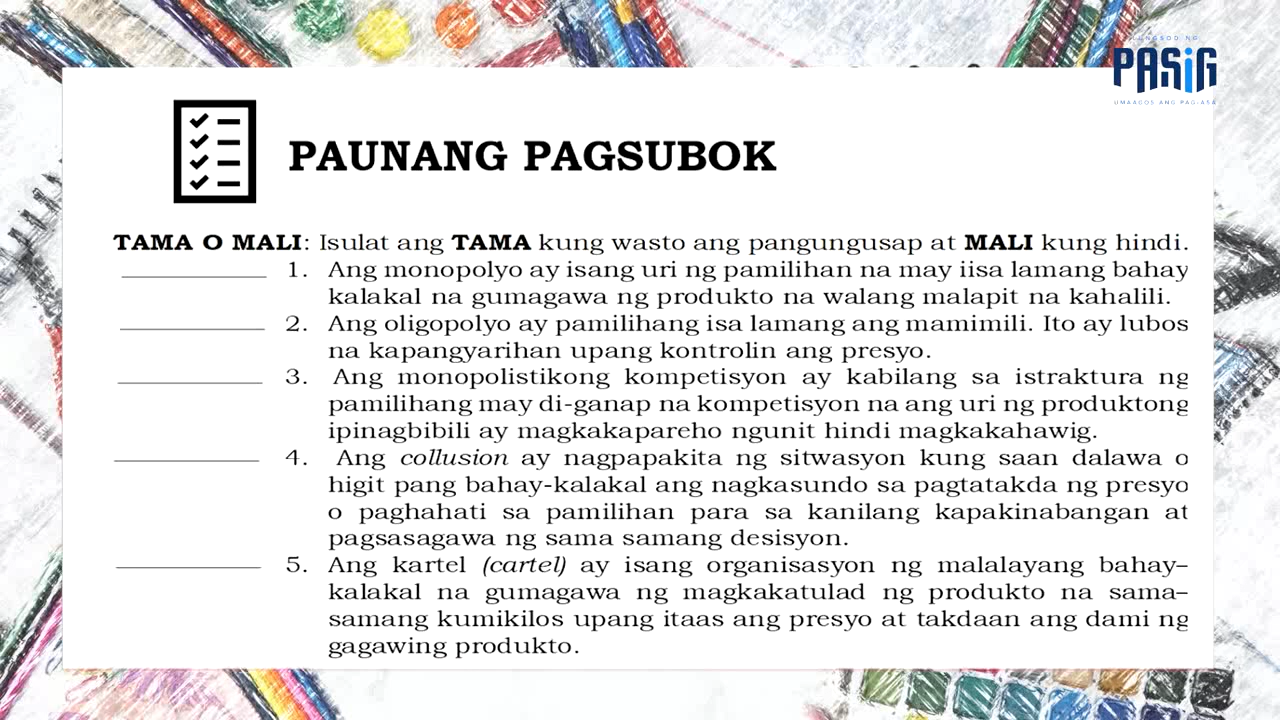 LUNGSOD NG
PASIG
UMAAGOS ANG PAG-ASA
PAUNANG PAGSUBOK
TAMA O MALI: Isulat ang TAMA kung wasto ang pangungusap at MALI kung hindi.
1. Ang monopolyo ay isang uri ng pamilihan na may iisa lamang bahay
kalakal na gumagawa ng produkto na walang malapit na kahalili.
2. Ang oligopolyo ay pamilihang isa lamang ang mamimili. Ito ay lubos
na kapangyarihan upang kontrolin ang presyo.
3. Ang monopolistikong kompetisyon ay kabilang sa istraktura ng
pamilihang may di-ganap na kompetisyon na ang uri ng produktong
ipinagbibili ay magkakapareho ngunit hindi magkakahawig.
4. Ang collusion ay nagpapakita ng sitwasyon kung saan dalawa o
higit pang bahay-kalakal ang nagkasundo sa pagtatakda ng presyo
o paghahati sa pamilihan para sa kanilang kapakinabangan at
pagsasagawa ng sama samang desisyon.
5. Ang kartel (cartel) ay isang organisasyon ng malalayang bahay–
kalakal na gumagawa ng magkakatulad ng produkto na sama–
samang kumikilos upang itaas ang presyo at takdaan ang dami ng
gagawing produkto.